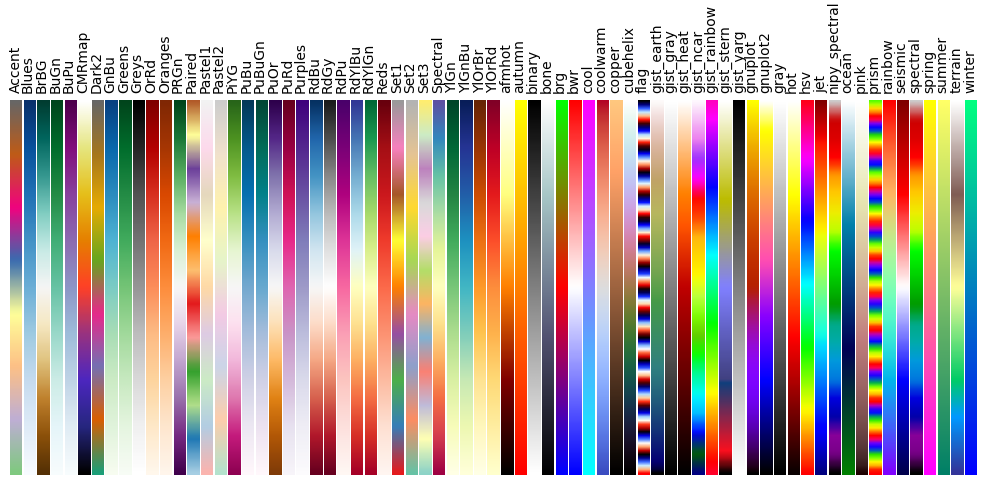 Accent
Blues
BrBG
BuGn
BuPu
CMRmap
Dark2
GnBu
Greens
Greys
OrRd
Oranges
PRGn
Paired
Pastel1
Pastel2
PiYG
PuBu
PuBuGn
PuOr
PuRd
Purples
RdBu
RdGy
RdPu
RdYlBu
RdYlGn
Reds
Set1
Set2
Set3
Spectral
YlGn
YlGnBu
YlOrBr
YlOrRd
afmhot
autumn
binary
bone
brg
bwr
cool
coolwarm
copper
cubehelix
flag
gist_earth
gist_gray
gist_heat
gist_ncar
gist_rainbow
gist_stern
gist_yarg
gnuplot
gnuplot2
gray
hot
hsv
jet
nipy_spectral
ocean
pink
prism
rainbow
seismic
spectral
spring
summer
terrain
winter